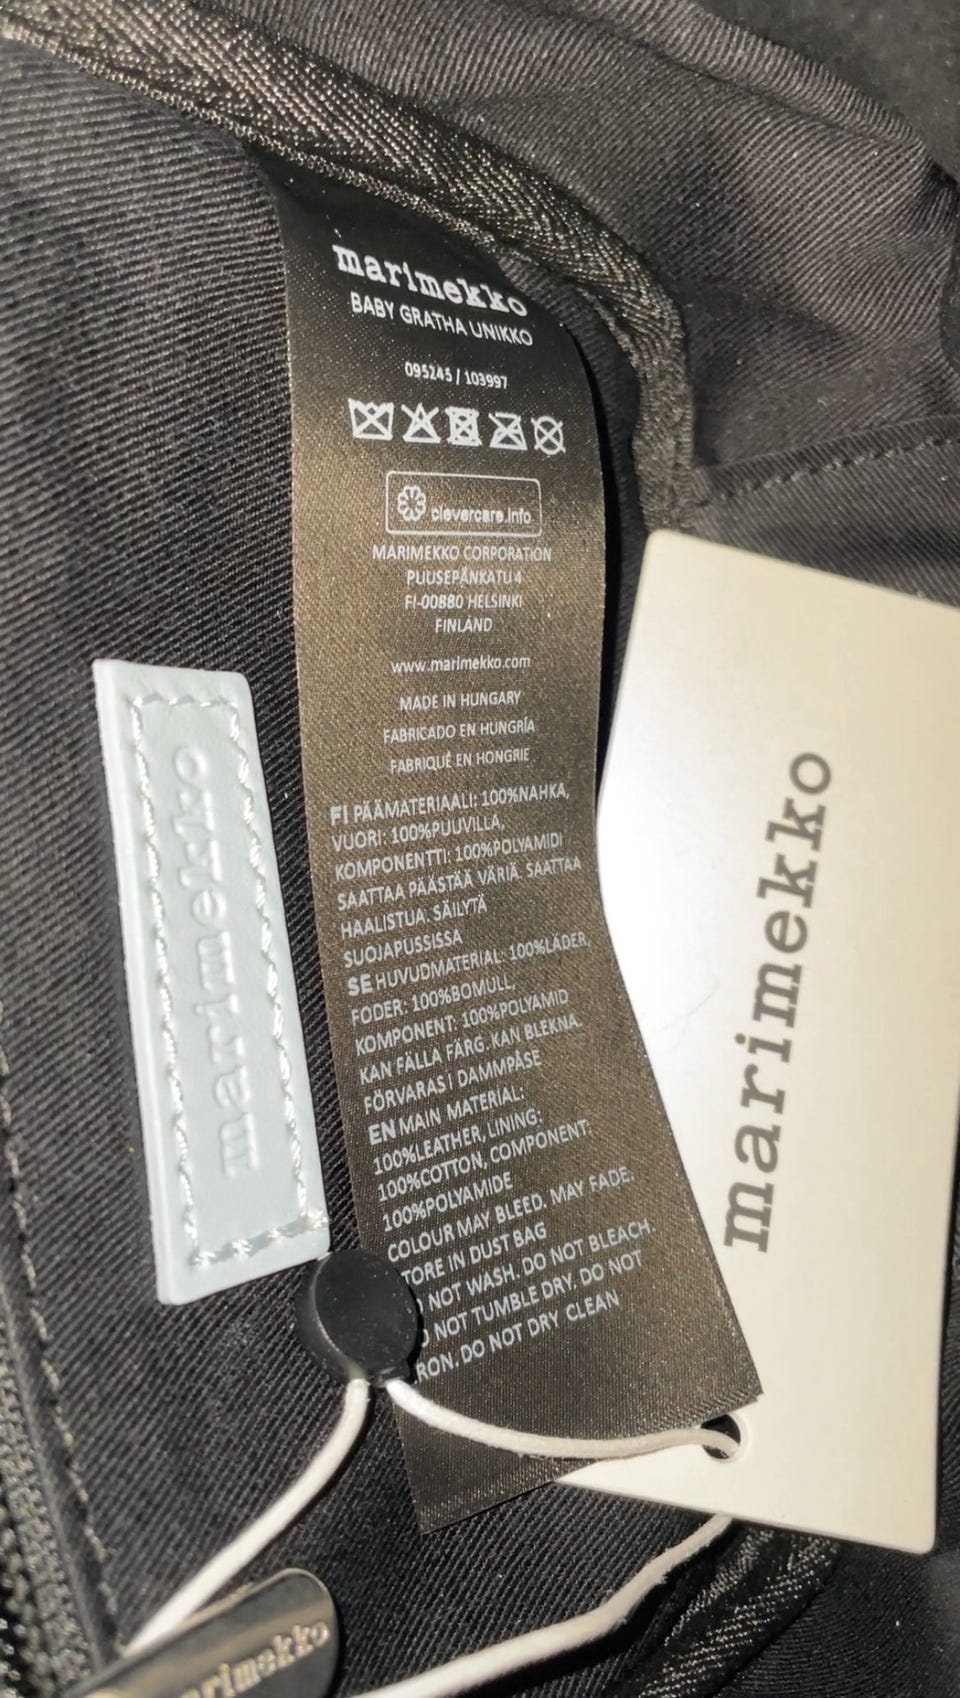 marimekko
BABY GRATHA UNIKKO
095245 / 103997
clevercare.info
MARIMEKKO CORPORATION
PUUSEPÄNKATU 4
FI-00880 HELSINKI
FINLAND
www.marimekko.com
MADE IN HUNGARY
FABRICADO EN HUNGRÍA
FABRIQUÉ EN HONGRIE
FI PÄÄMATERIAALI: 100%NAHKA,
VUORI: 100%PUUVILLA,
KOMPONENTTI: 100%POLYAMIDI
SAATTAA PÄÄSTÄÄ VÄRIÄ. SAATTAA
HAALISTUA. SÄILYTÄ
SUOJAPUSSISSA
SE HUVUDMATERIAL: 100%LÄDER,
FODER: 100%BOMULL,
KOMPONENT: 100%POLYAMID
KAN FÄLLA FÄRG. KAN BLEKNA.
FÖRVARAS I DAMMPÅSE
EN MAIN MATERIAL:
100%LEATHER, LINING:
100%COTTON, COMPONENT:
100%POLYAMIDE
COLOUR MAY BLEED. MAY FADE.
TORE IN DUST BAG
NOT WASH. DO NOT BLEACH.
NOT TUMBLE DRY. DO NOT
RON. DO NOT DRY CLEAN
marimekko
marimekko
arimekko